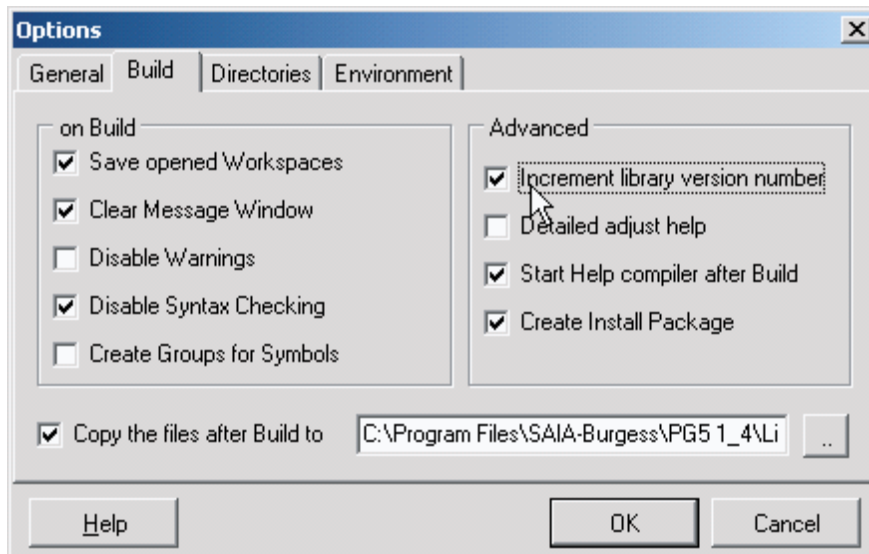 Options
General Build Directories Environment
on Build
Save opened Workspaces
Clear Message Window
Disable Warnings
Disable Syntax Checking
Create Groups for Symbols
Advanced
Increment library version number
Detailed adjust help
Start Help compiler after Build
Create Install Package
Copy the files after Build to C:\Program Files\SAIA-Burgess\PG5 1_4\Li ..
Help OK Cancel